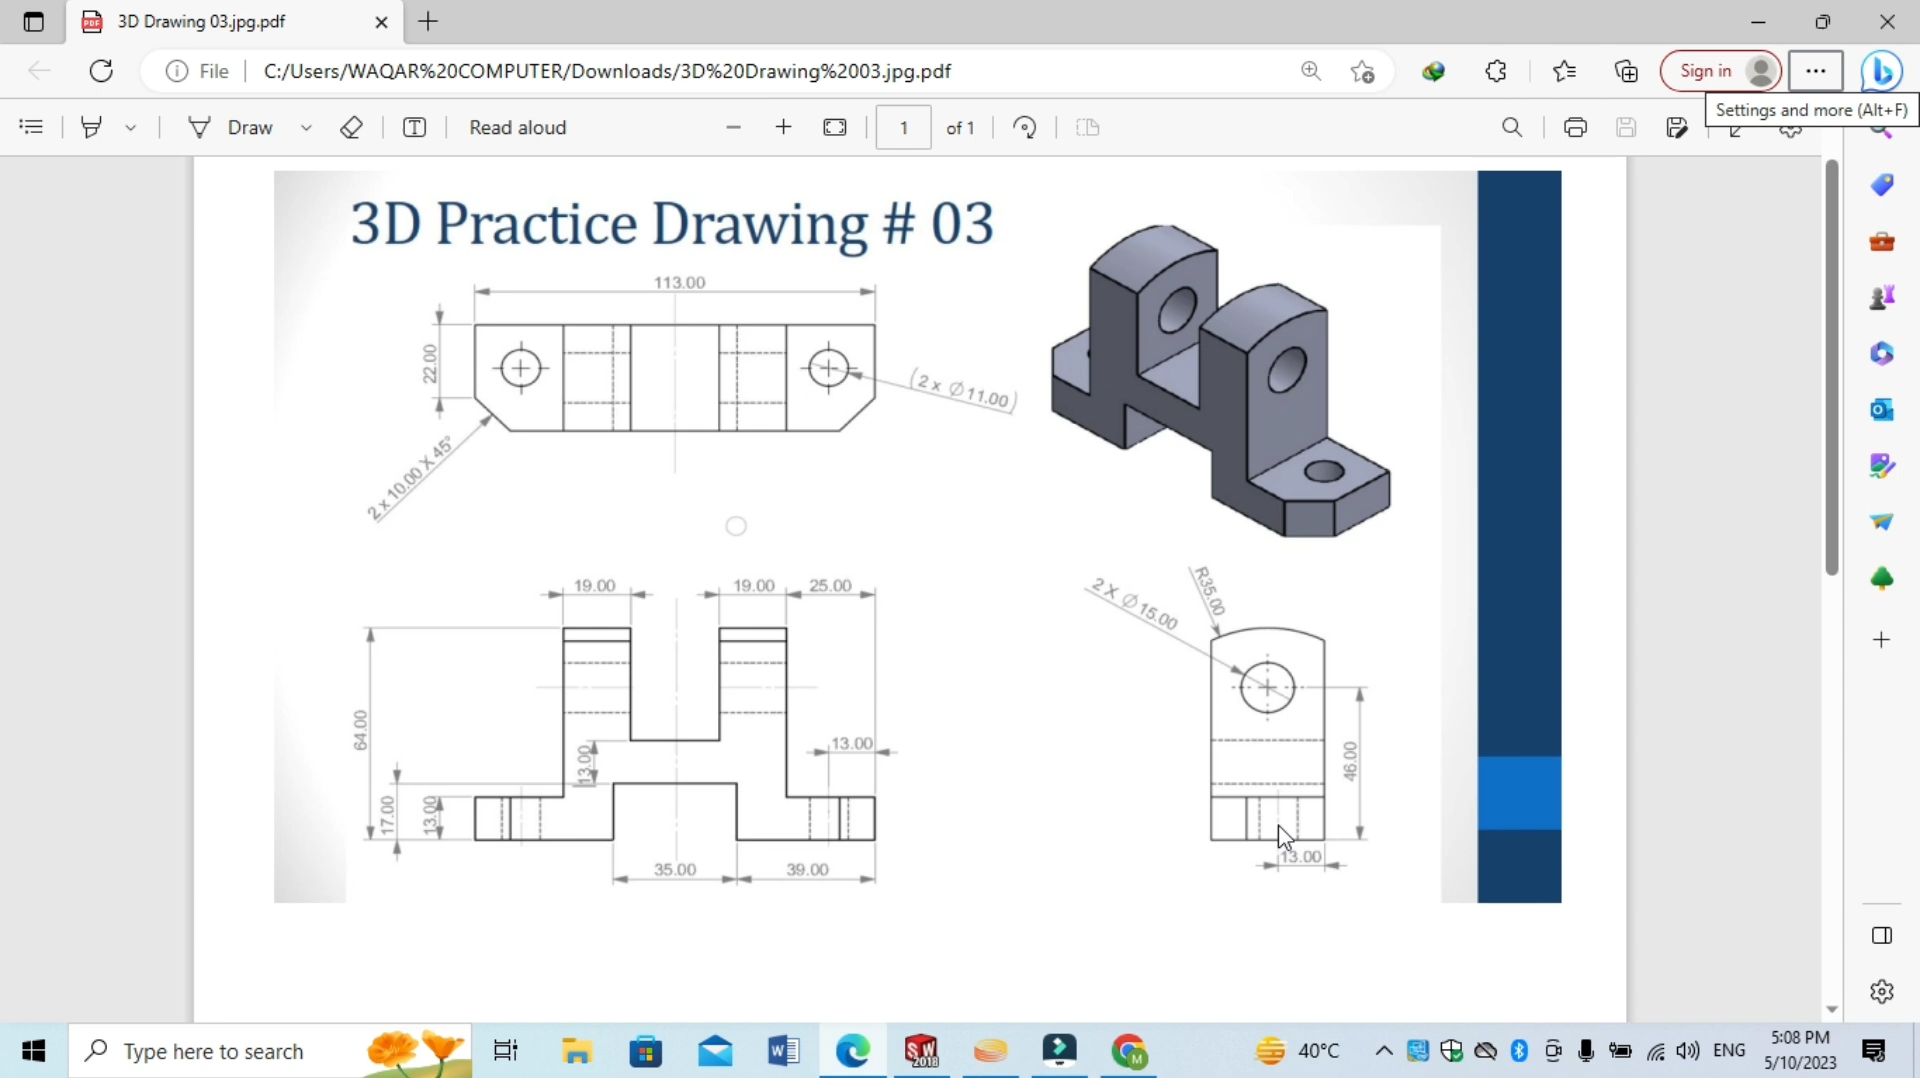 3D Drawing 03.jpg.pdf
File
C:/Users/WAQAR%20COMPUTER/Downloads/3D%20Drawing%2003.jpg.pdf
Sign in
Settings and more (Alt+F)
Draw
Read aloud
1
of 1
3D Practice Drawing # 03
113.00
22.00
(2 x Ø 11.00)
2 x 10.00 X 45°
19.00
19.00
25.00
2 X Ø 15.00
R35.00
64.00
13.00
13.00
17.00
13.00
46.00
35.00
39.00
13.00
Type here to search
SW
2018
M
40°C
ENG
5:08 PM
5/10/2023